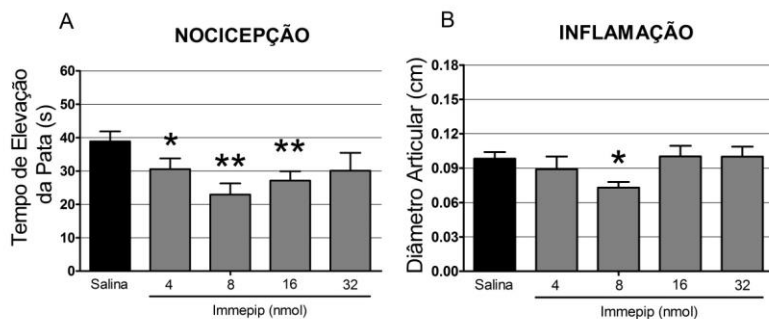 A
NOCICEPÇÃO
Tempo de Elevação
da Pata (s)
60
50
40
30
20
10
0
*
**
**
Salina
4
8
16
32
Immepip (nmol)
B
INFLAMAÇÃO
Diâmetro Articular (cm)
0.18
0.15
0.12
0.09
0.06
0.03
0.00
*
Salina
4
8
16
32
Immepip (nmol)